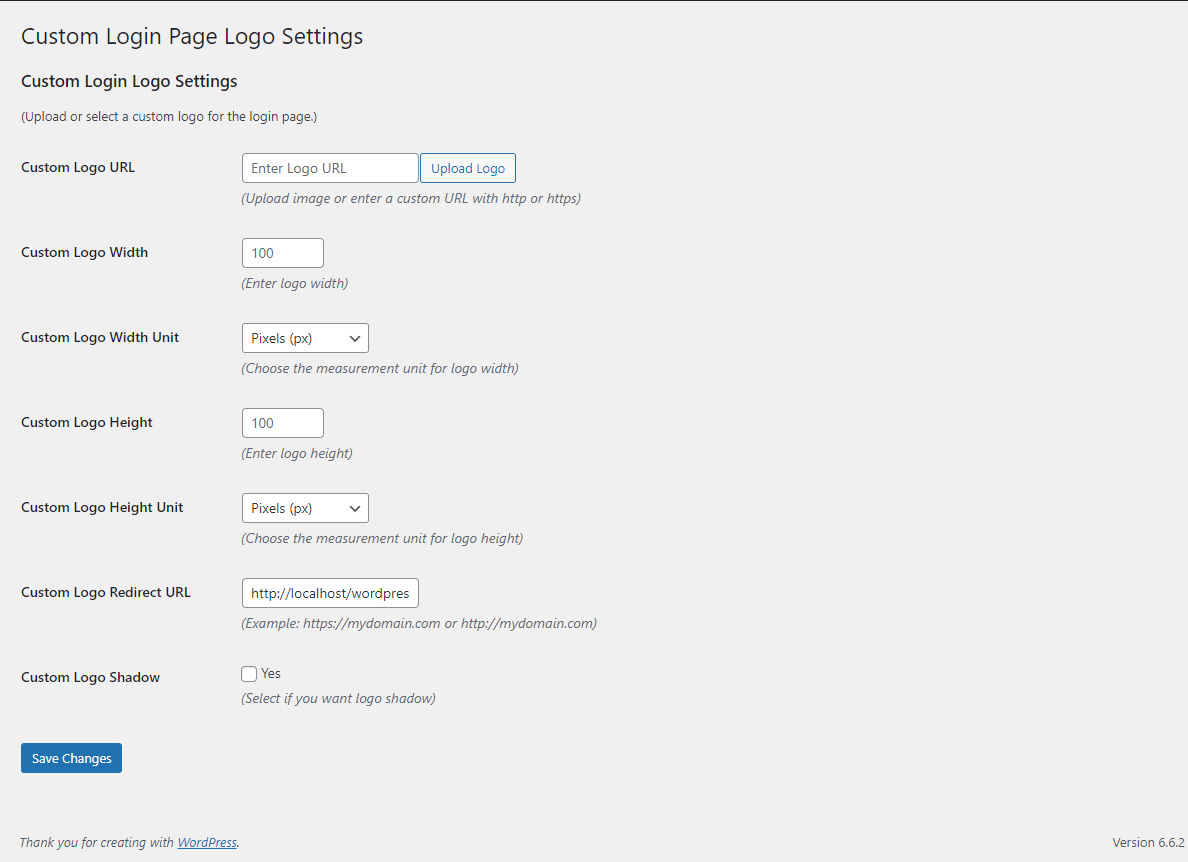 Custom Login Page Logo Settings
Custom Login Logo Settings
(Upload or select a custom logo for the login page.)
Custom Logo URL
Enter Logo URL
Upload Logo
(Upload image or enter a custom URL with http or https)
Custom Logo Width
100
(Enter logo width)
Custom Logo Width Unit
Pixels (px)
(Choose the measurement unit for logo width)
Custom Logo Height
100
(Enter logo height)
Custom Logo Height Unit
Pixels (px)
(Choose the measurement unit for logo height)
Custom Logo Redirect URL
http://localhost/wordpres
(Example: https://mydomain.com or http://mydomain.com)
Custom Logo Shadow
Yes
(Select if you want logo shadow)
Save Changes
Thank you for creating with WordPress.
Version 6.6.2